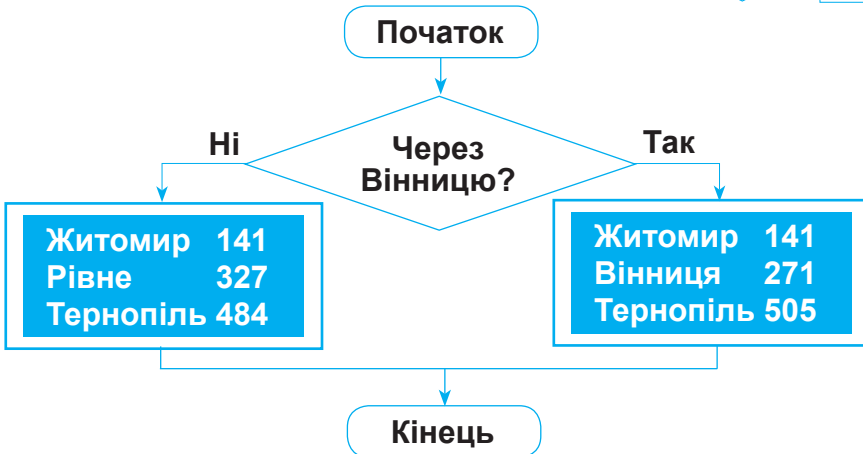 Початок
Через
Вінницю?
Ні
Так
Житомир 141
Рівне 327
Тернопіль 484
Житомир 141
Вінниця 271
Тернопіль 505
Кінець